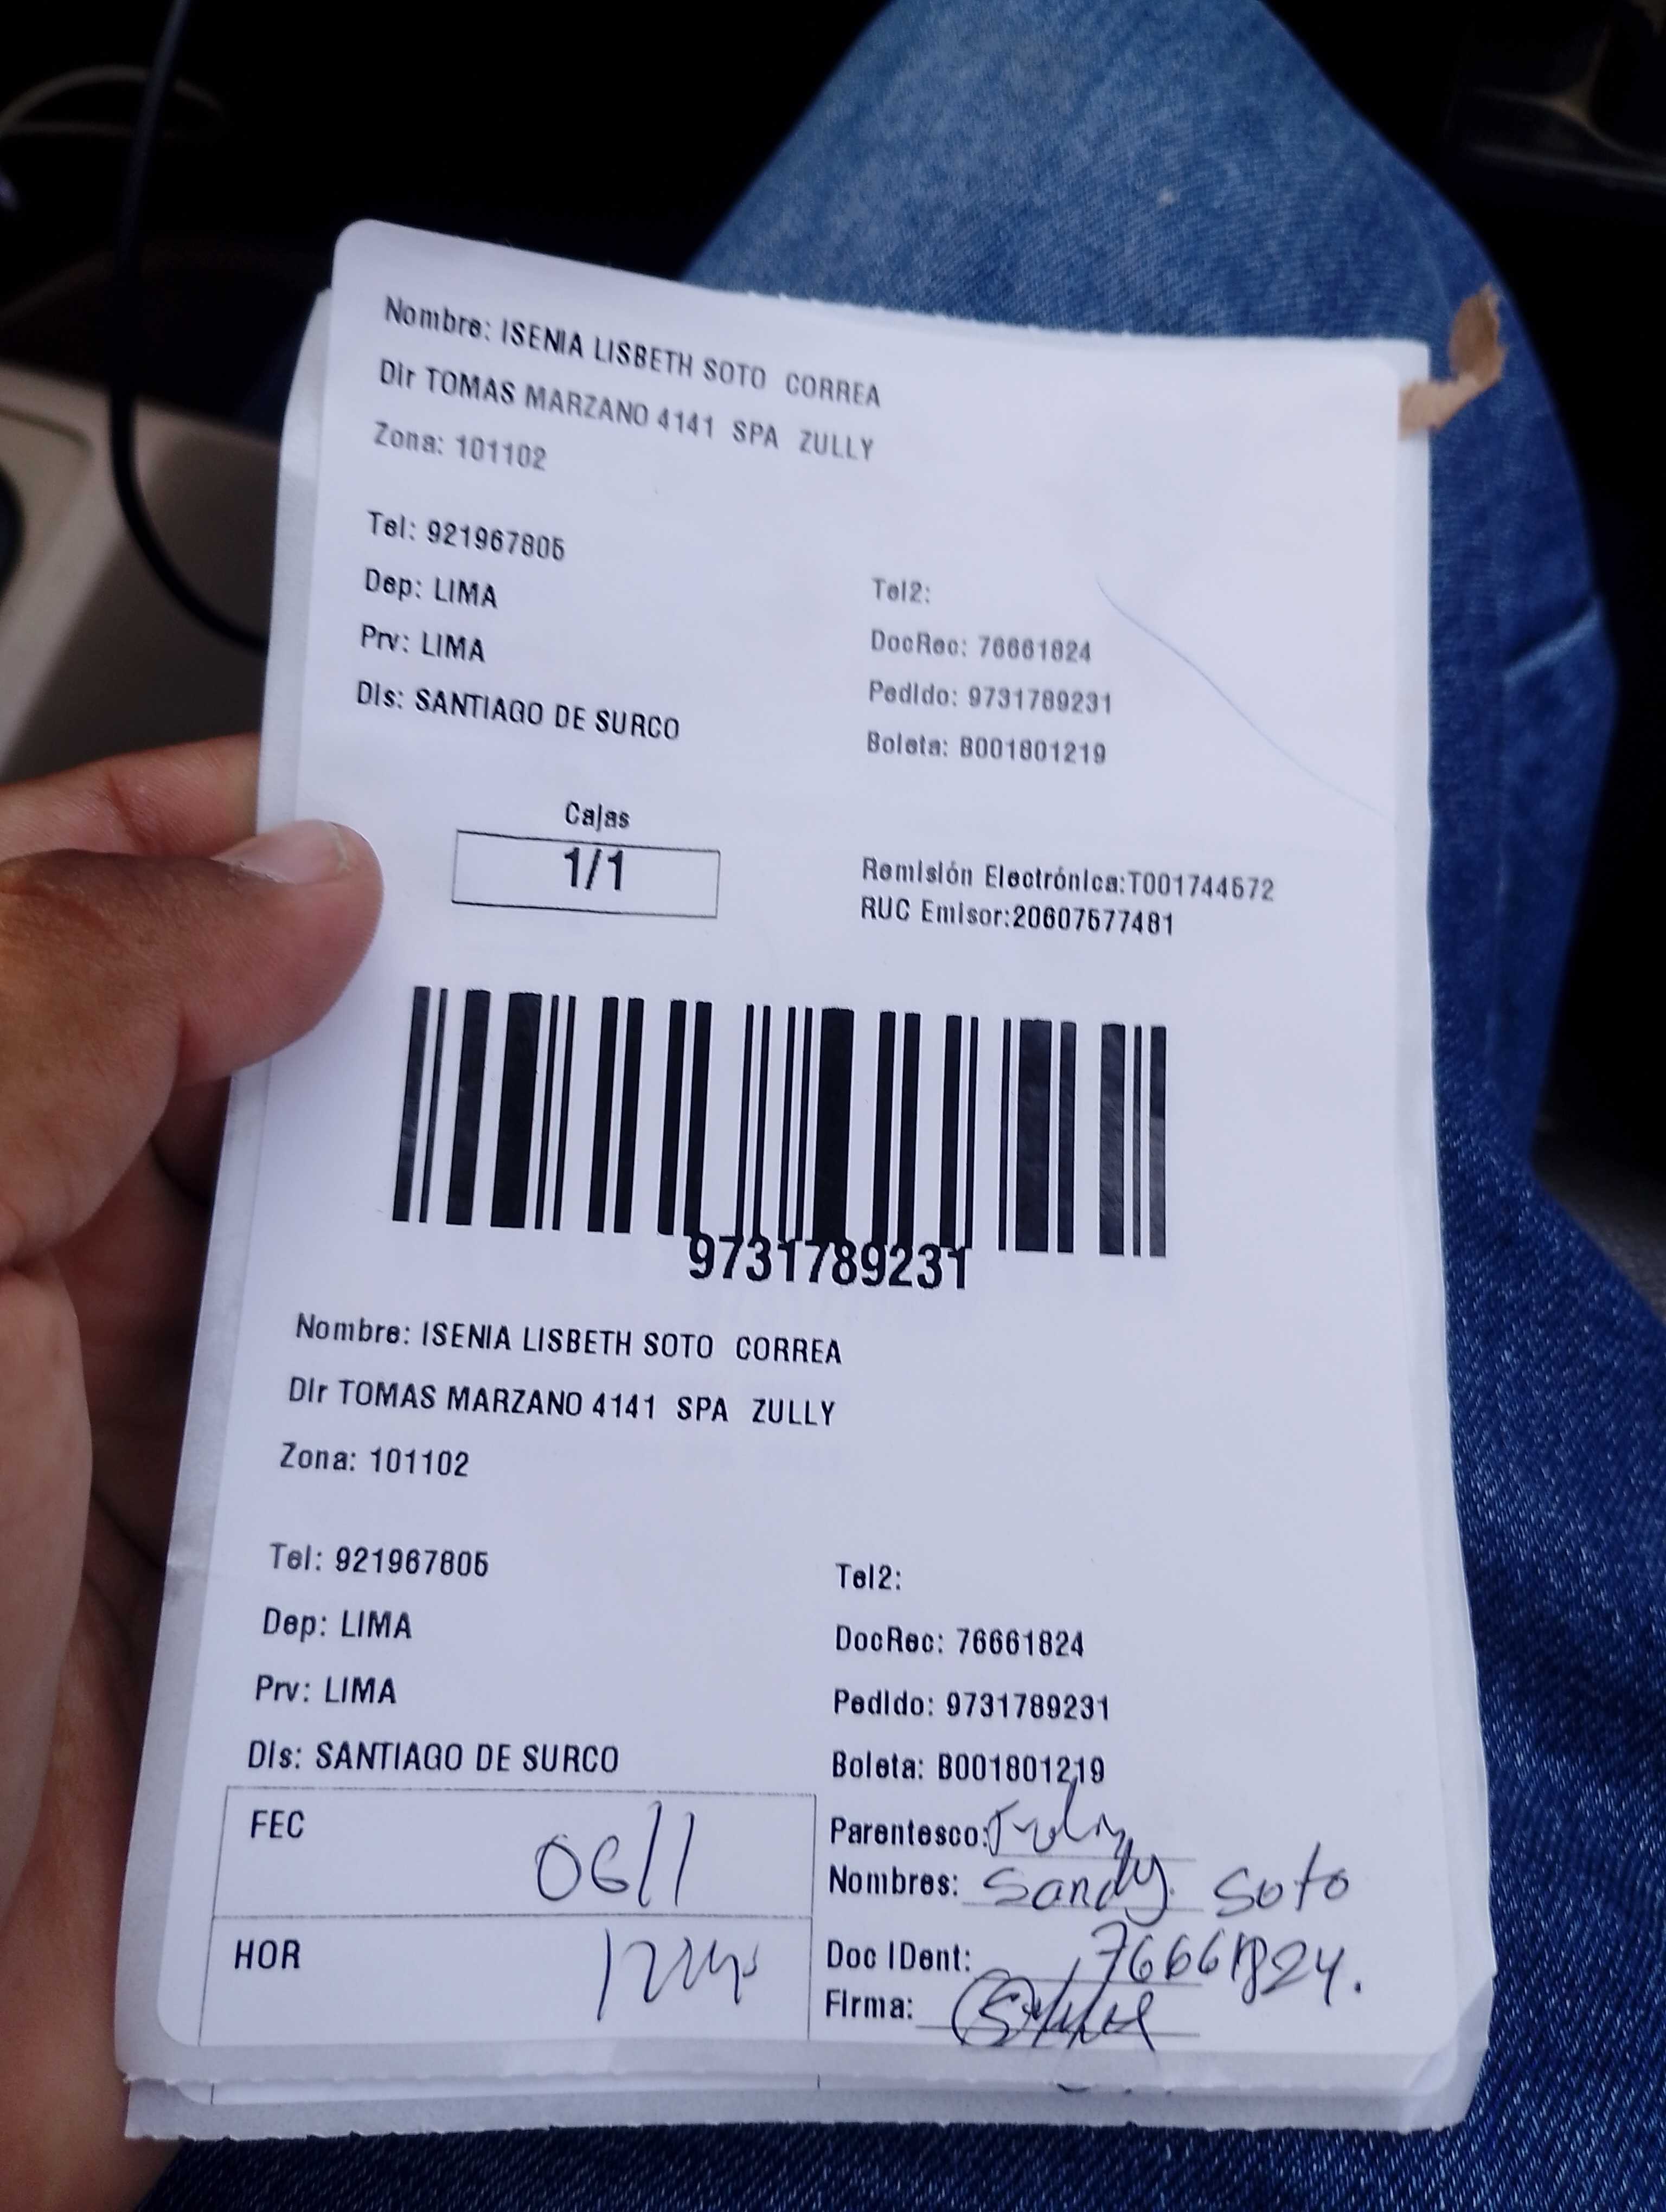 Nombre: ISENIA LISBETH SOTO CORREA
Dir TOMAS MARZANO 4141 SPA ZULLY
Zona: 101102
Tel: 921967805
Tel2:
Dep: LIMA
DocRec: 76661824
Prv: LIMA
Pedido: 9731789231
Dis: SANTIAGO DE SURCO
Boleta: B001801219
Cajas
1/1
Remisión Electrónica:T001744572
RUC Emisor:20607577481
9731789231
Nombre: ISENIA LISBETH SOTO CORREA
Dir TOMAS MARZANO 4141 SPA ZULLY
Zona: 101102
Tel: 921967805
Tel2:
Dep: LIMA
DocRec: 76661824
Prv: LIMA
Pedido: 9731789231
Dis: SANTIAGO DE SURCO
Boleta: B001801219
FEC 06/1
Parentesco:
Nombres: Sandy Soto
HOR
Doc IDent: 76661824.
Firma: